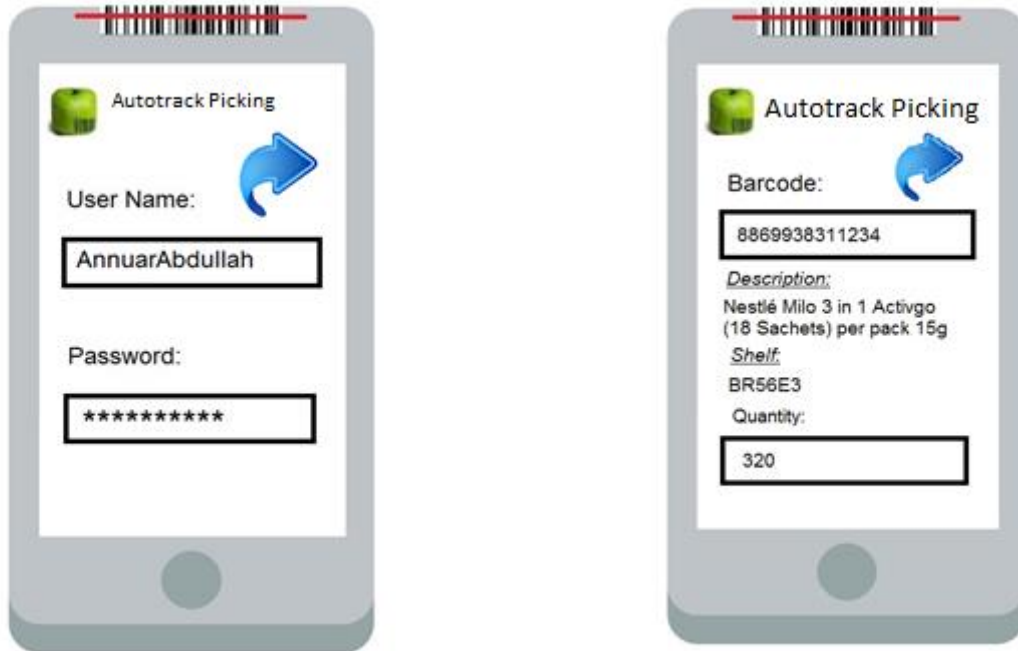 Autotrack Picking
User Name:
AnnuarAbdullah
Password:
**********
Autotrack Picking
Barcode:
8869938311234
Description:
Nestlé Milo 3 in 1 Activgo
(18 Sachets) per pack 15g
Shelf:
BR56E3
Quantity:
320